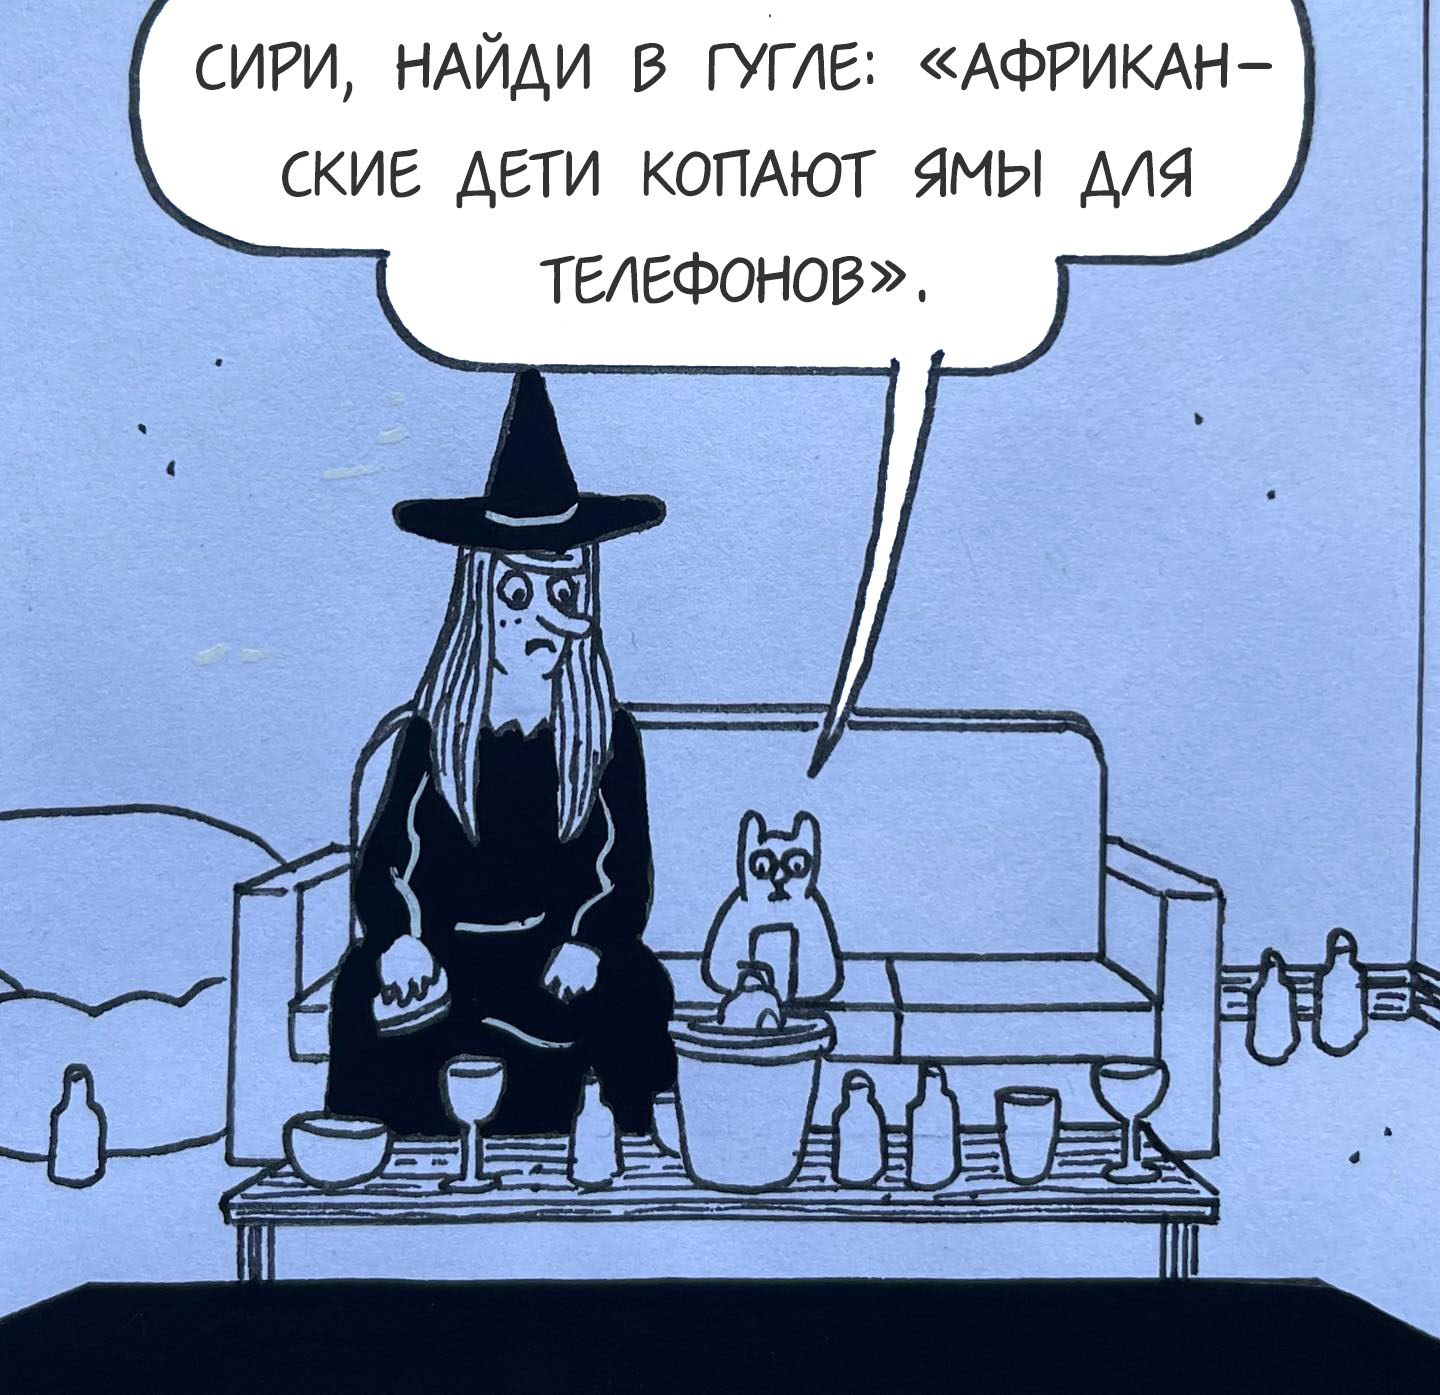 СИРИ, НАЙДИ В ГУГЛЕ: «АФРИКАН-
СКИЕ ДЕТИ КОПАЮТ ЯМЫ ДЛЯ
ТЕЛЕФОНОВ».